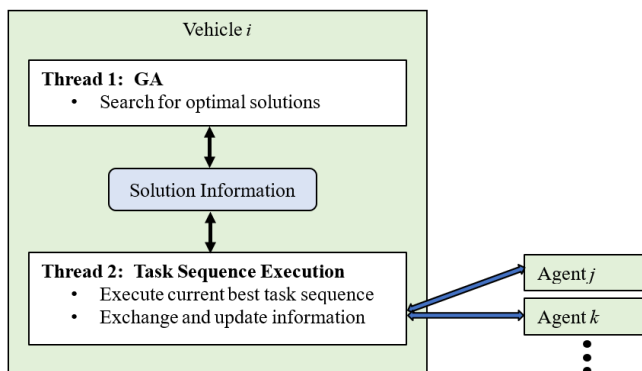 Vehicle i
Thread 1: GA
• Search for optimal solutions
Solution Information
Thread 2: Task Sequence Execution
• Execute current best task sequence
• Exchange and update information
Agent j
Agent k